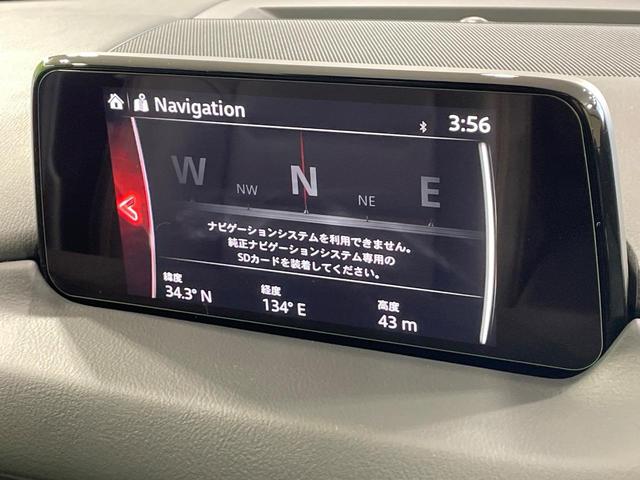 Navigation
3:56
W NW N NE E
ナビゲーションシステムを利用できません。
純正ナビゲーションシステム専用の
SDカードを装着してください。
緯度 経度 高度
34.3° N 134° E 43 m